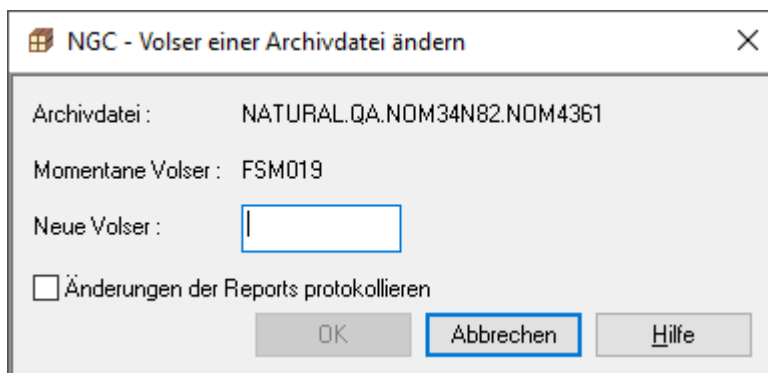 NGC - Volser einer Archivdatei ändern
Archivdatei : NATURAL.QA.NOM34N82.NOM4361
Momentane Volser : FSM019
Neue Volser :
Änderungen der Reports protokollieren
OK Abbrechen Hilfe